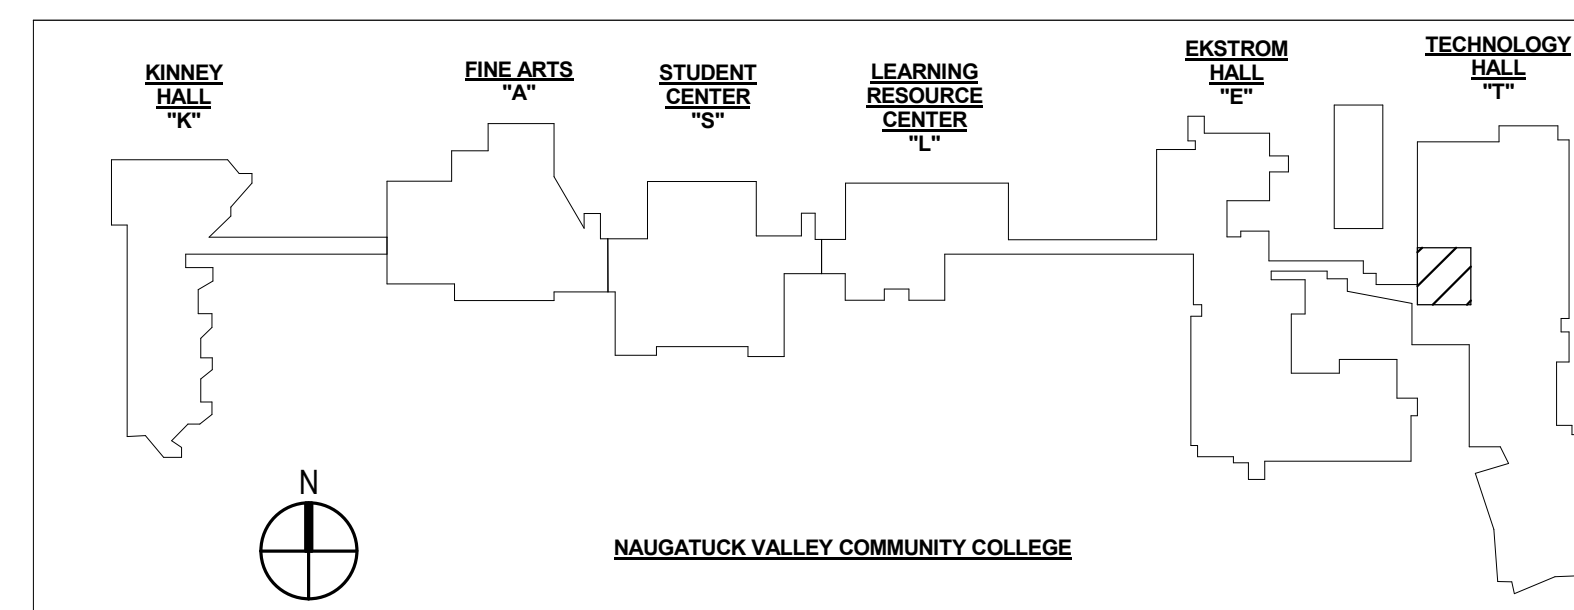 KINNEY
HALL
"K"
FINE ARTS
"A"
STUDENT
CENTER
"S"
LEARNING
RESOURCE
CENTER
"L"
EKSTROM
HALL
"E"
TECHNOLOGY
HALL
"T"
N
NAUGATUCK VALLEY COMMUNITY COLLEGE